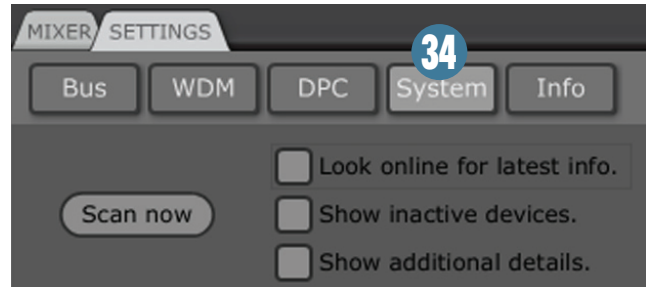 MIXER SETTINGS
34
Bus WDM DPC System Info
Look online for latest info.
Scan now Show inactive devices.
Show additional details.